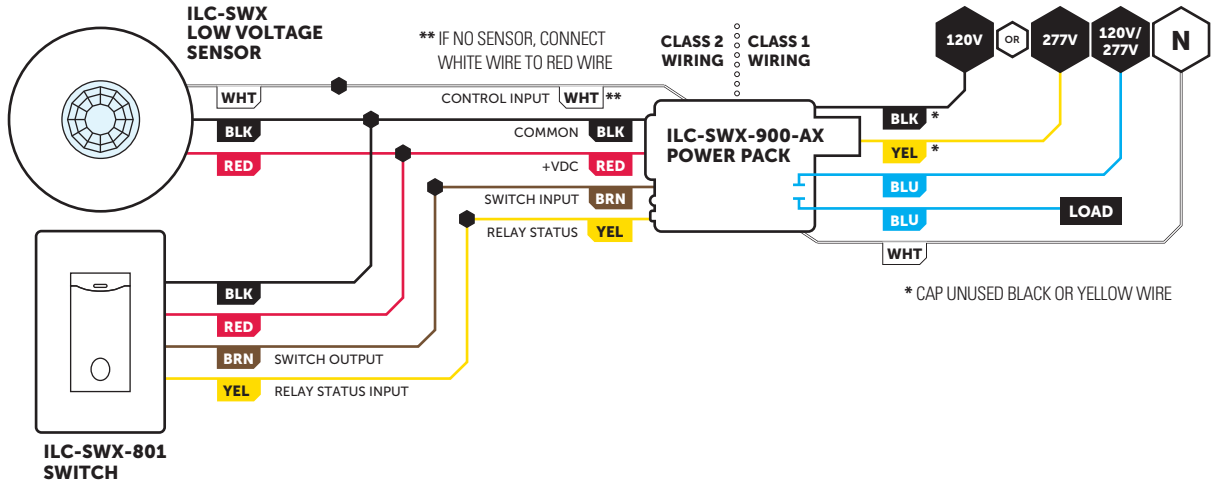 ILC-SWX
LOW VOLTAGE
SENSOR
** IF NO SENSOR, CONNECT
WHITE WIRE TO RED WIRE
CLASS 2
WIRING
CLASS 1
WIRING
120V
OR
277V
120V/
277V
N
WHT
CONTROL INPUT
WHT
**
BLK
COMMON
BLK
RED
+VDC
RED
SWITCH INPUT
BRN
RELAY STATUS
YEL
ILC-SWX-900-AX
POWER PACK
BLK
*
YEL
*
BLU
BLU
LOAD
WHT
* CAP UNUSED BLACK OR YELLOW WIRE
BLK
RED
BRN
SWITCH OUTPUT
YEL
RELAY STATUS INPUT
ILC-SWX-801
SWITCH